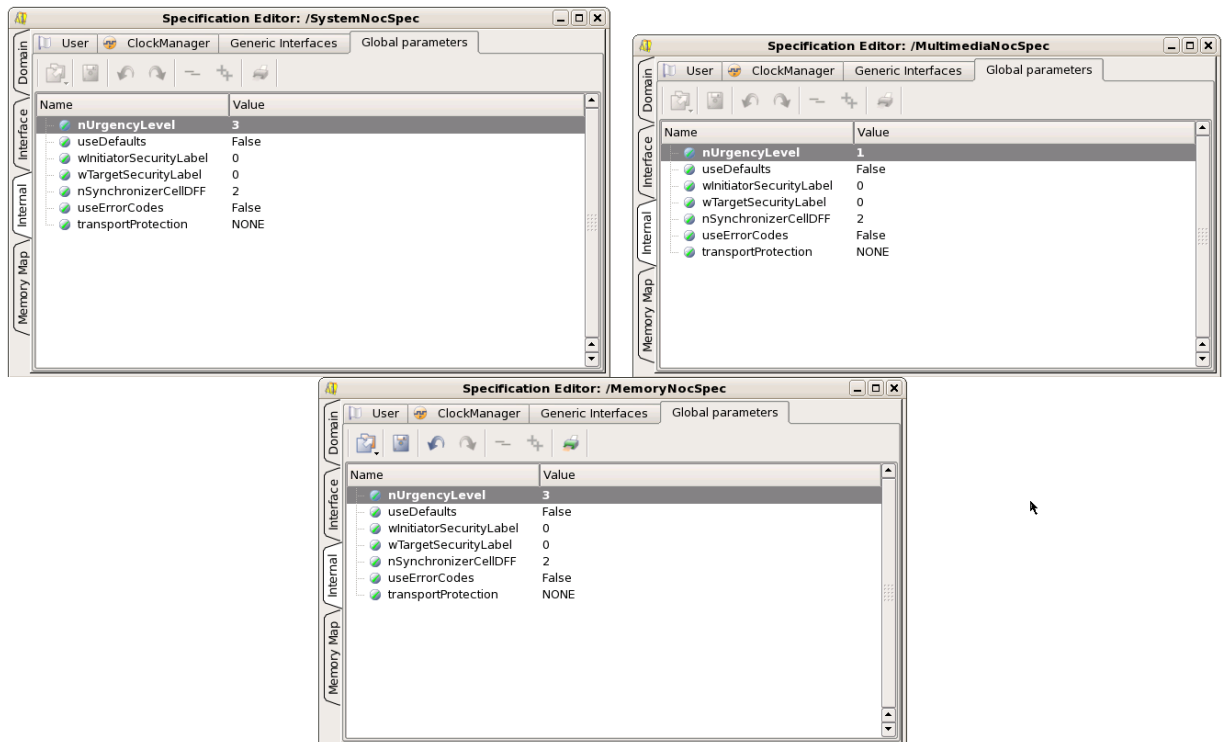 Specification Editor: /SystemNocSpec
User ClockManager Generic Interfaces Global parameters
Domain
Interface
Internal
Memory Map
Name Value
nUrgencyLevel 3
useDefaults False
wInitiatorSecurityLabel 0
wTargetSecurityLabel 0
nSynchronizerCellDFF 2
useErrorCodes False
transportProtection NONE
Specification Editor: /MultimediaNocSpec
User ClockManager Generic Interfaces Global parameters
Domain
Interface
Internal
Memory Map
Name Value
nUrgencyLevel 1
useDefaults False
wInitiatorSecurityLabel 0
wTargetSecurityLabel 0
nSynchronizerCellDFF 2
useErrorCodes False
transportProtection NONE
Specification Editor: /MemoryNocSpec
User ClockManager Generic Interfaces Global parameters
Domain
Interface
Internal
Memory Map
Name Value
nUrgencyLevel 3
useDefaults False
wInitiatorSecurityLabel 0
wTargetSecurityLabel 0
nSynchronizerCellDFF 2
useErrorCodes False
transportProtection NONE